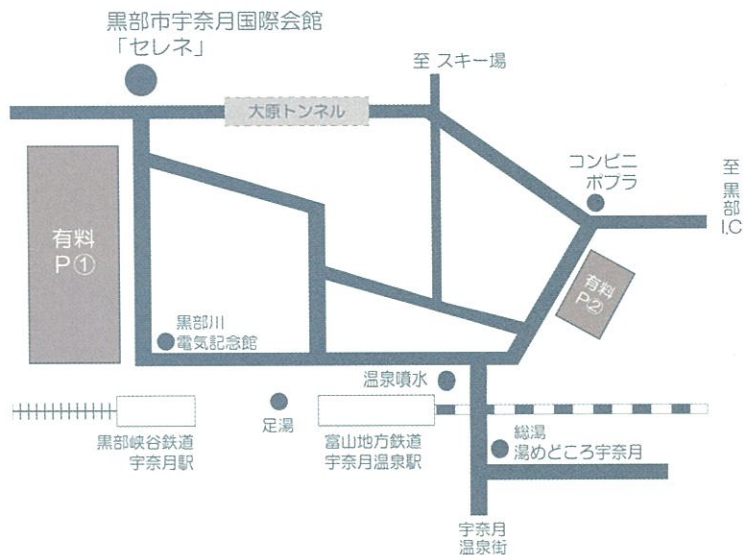 黒部市宇奈月国際会館
「セレネ」
至 スキー場
大原トンネル
コンビニ
ポプラ
至 黒部I.C
有料
P①
有料
P②
黒部川
電気記念館
温泉噴水
足湯
黒部峡谷鉄道
宇奈月駅
富山地方鉄道
宇奈月温泉駅
総湯
湯めどころ宇奈月
宇奈月
温泉街